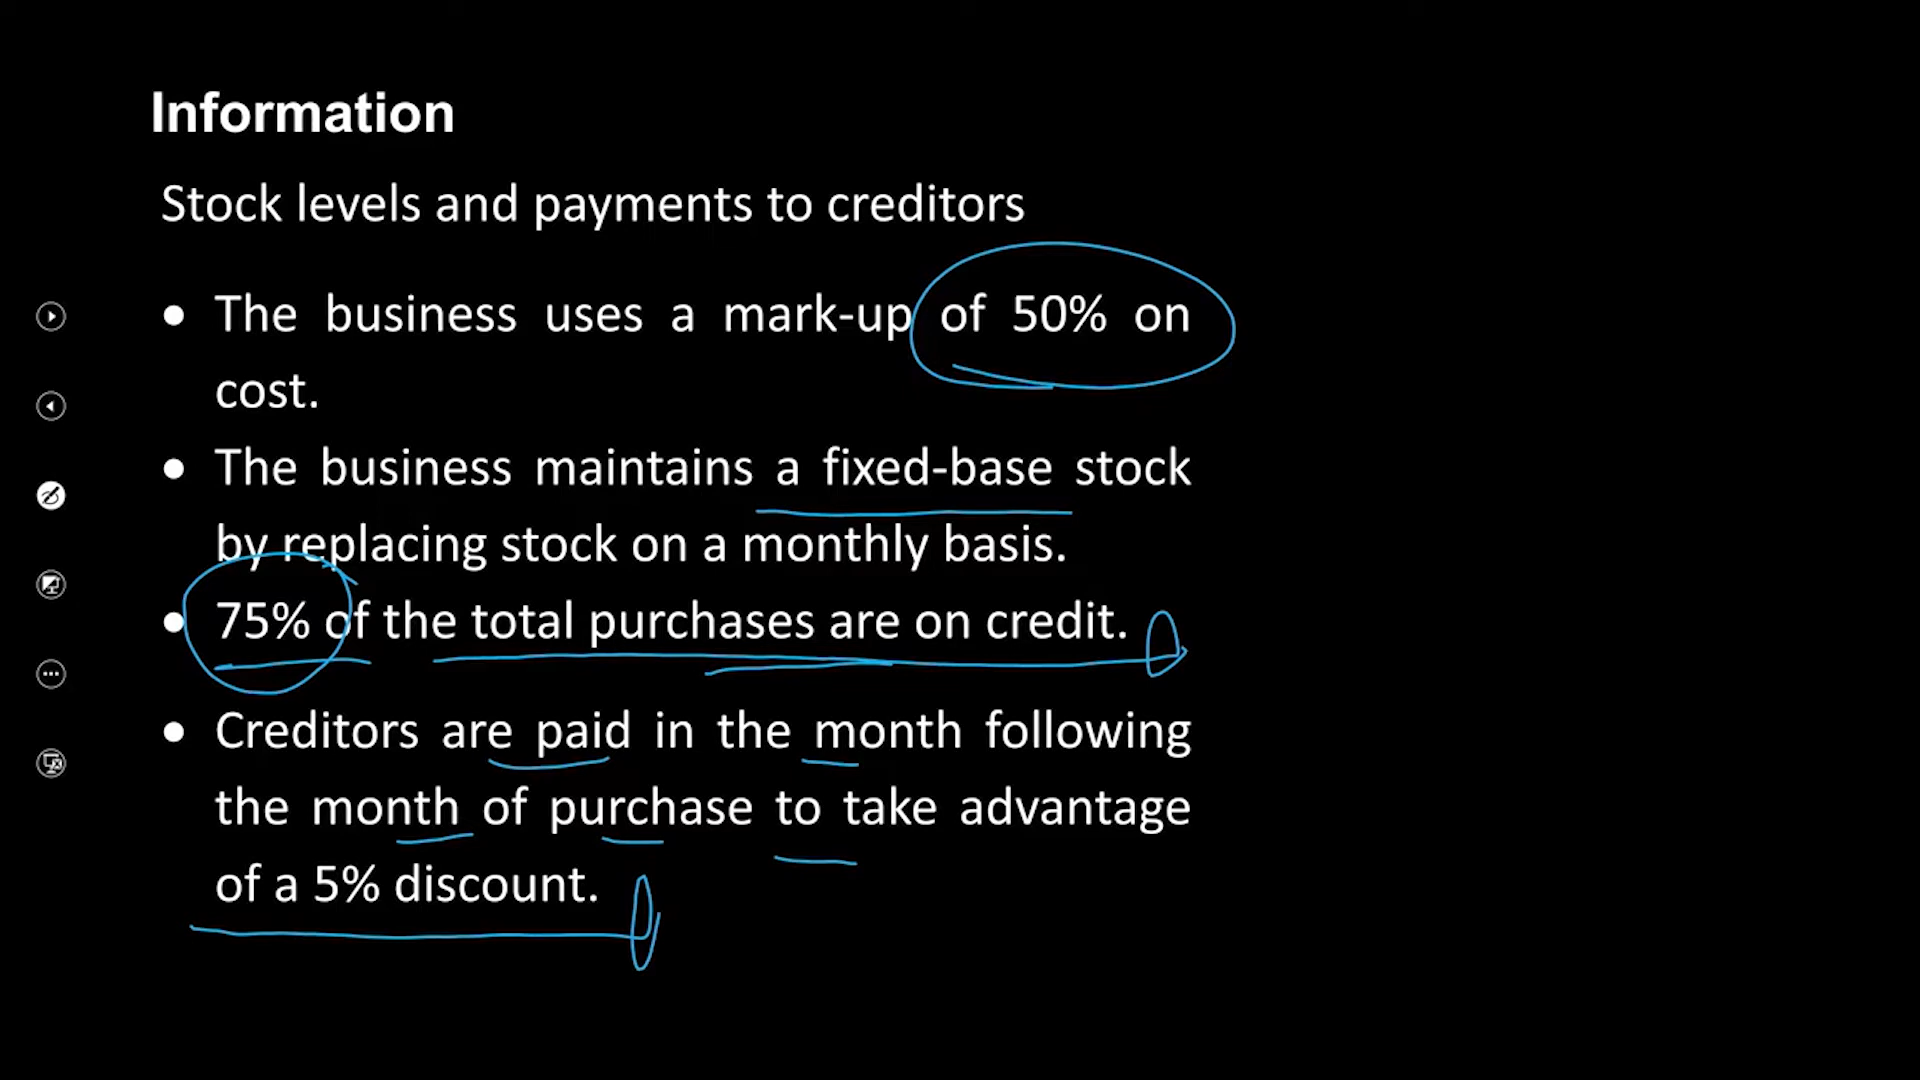 Information
Stock levels and payments to creditors
● The business uses a mark-up of 50% on
cost.
● The business maintains a fixed-base stock
by replacing stock on a monthly basis.
● 75% of the total purchases are on credit.
● Creditors are paid in the month following
the month of purchase to take advantage
of a 5% discount.